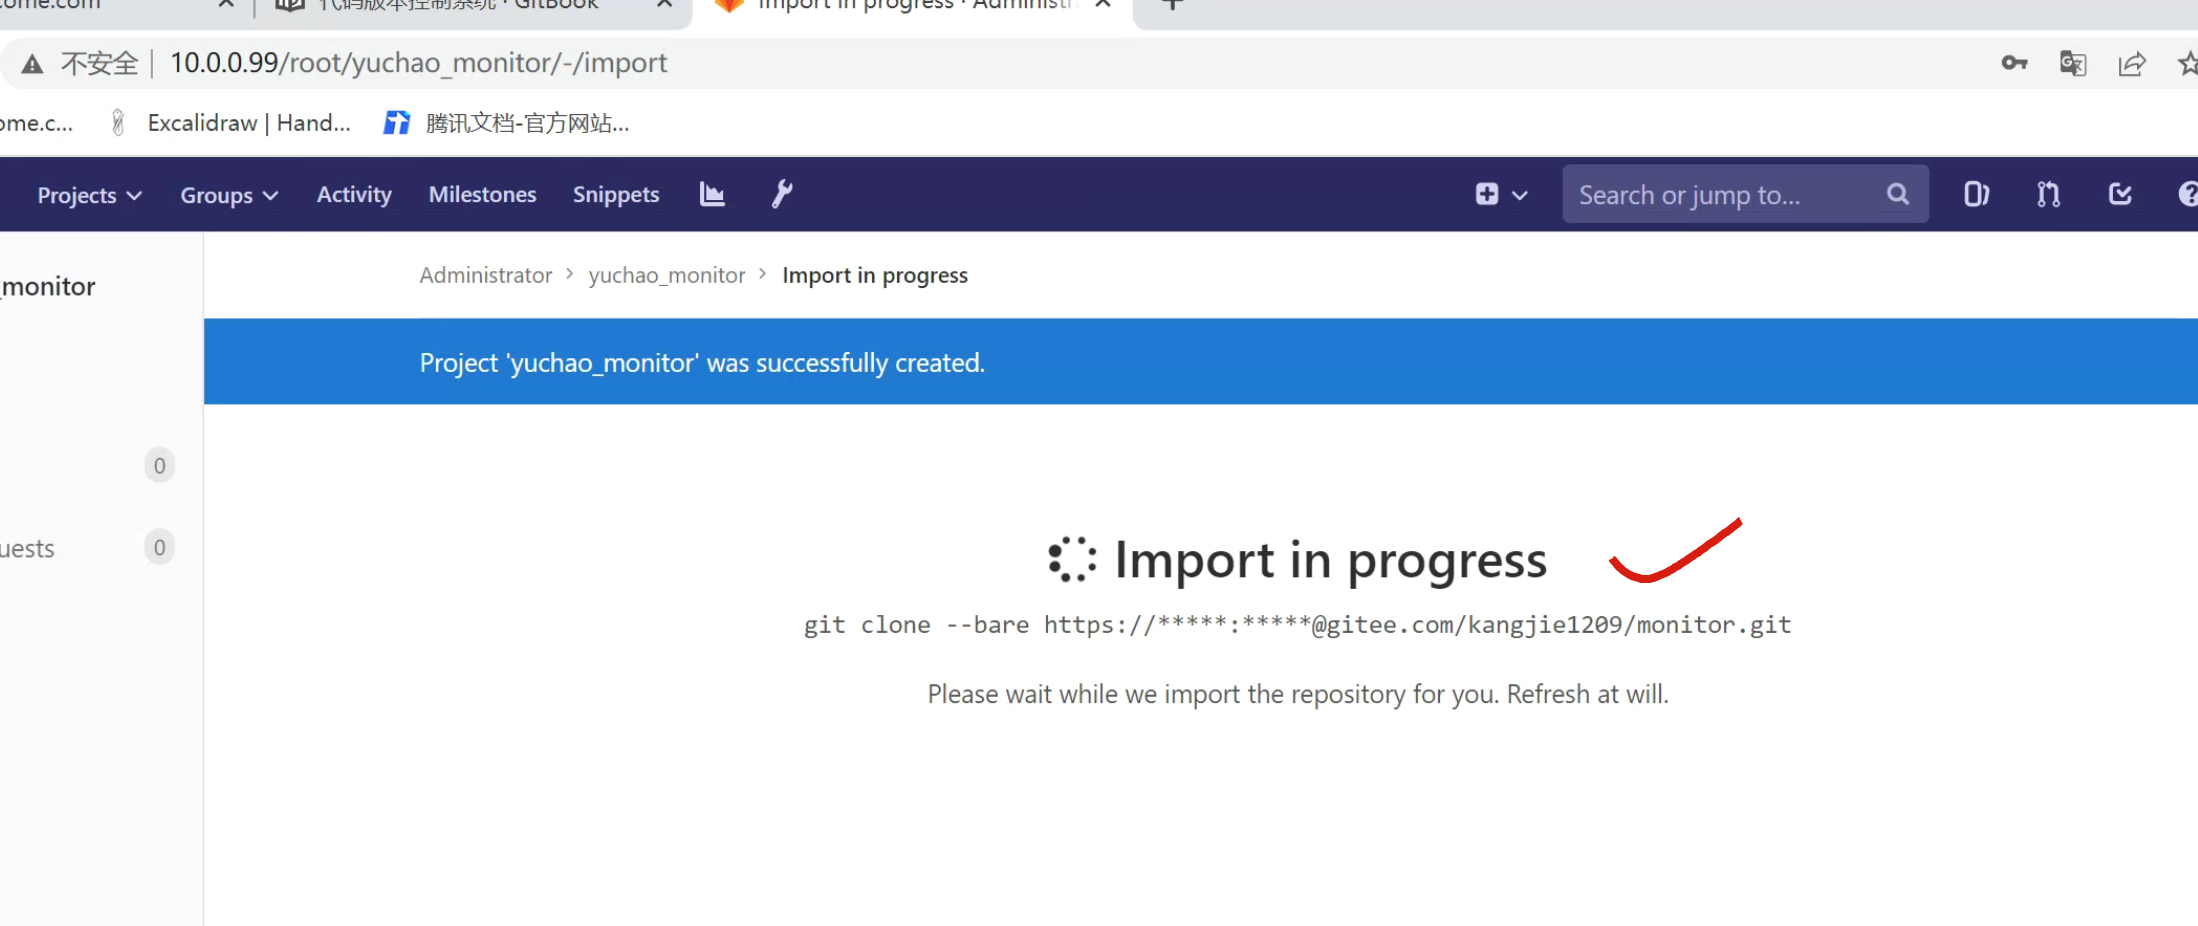 ome.com
代码版本控制系统 · GitBook
Import in progress · Administr
不安全 | 10.0.0.99/root/yuchao_monitor/-/import
ome.c...
Excalidraw | Hand...
腾讯文档-官方网站...
Projects
Groups
Activity
Milestones
Snippets
Search or jump to...
_monitor
Administrator > yuchao_monitor > Import in progress
Project 'yuchao_monitor' was successfully created.
0
uests 0
Import in progress
git clone --bare https://*****:*****@gitee.com/kangjie1209/monitor.git
Please wait while we import the repository for you. Refresh at will.